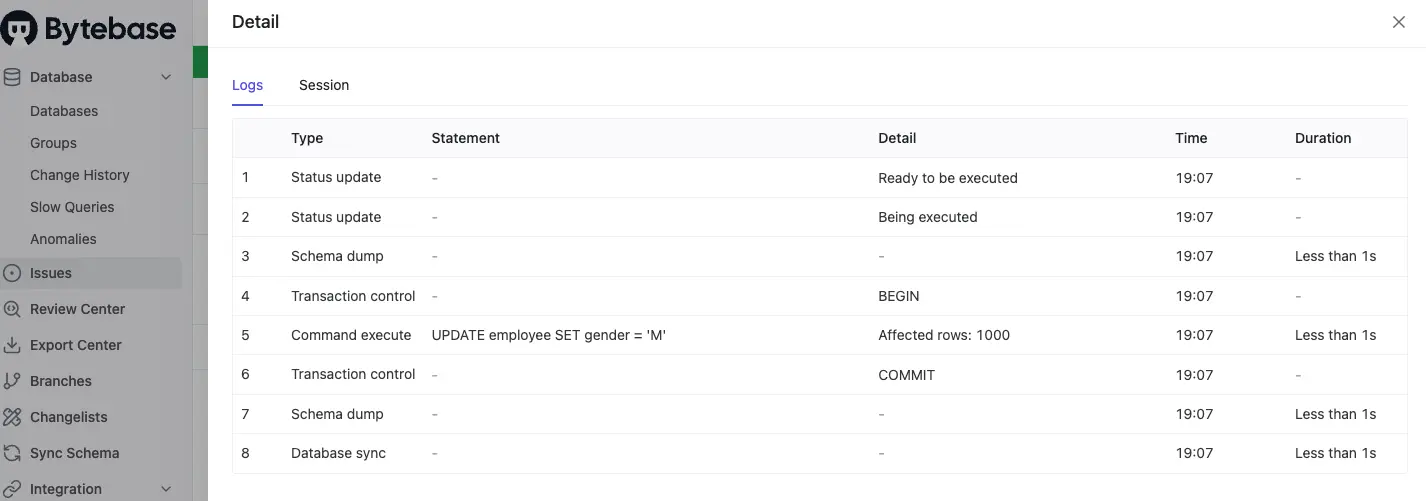 Bytebase
Database
Databases
Groups
Change History
Slow Queries
Anomalies
Issues
Review Center
Export Center
Branches
Changelists
Sync Schema
Integration
Detail
Logs Session
Type Statement Detail Time Duration
1 Status update - Ready to be executed 19:07 -
2 Status update - Being executed 19:07 -
3 Schema dump - - 19:07 Less than 1s
4 Transaction control - BEGIN 19:07 -
5 Command execute UPDATE employee SET gender = 'M' Affected rows: 1000 19:07 Less than 1s
6 Transaction control - COMMIT 19:07 -
7 Schema dump - - 19:07 Less than 1s
8 Database sync - - 19:07 Less than 1s